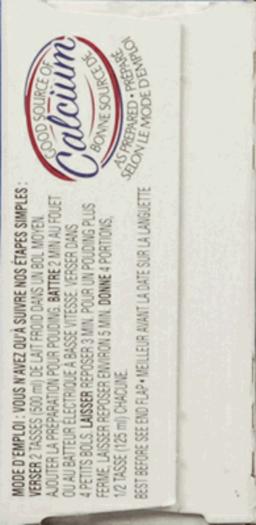 MODE D'EMPLOI : VOUS N'AVEZ QU'À SUIVRE NOS ÉTAPES SIMPLES :
VERSER 2 TASSES (500 ml) DE LAIT FROID DANS UN BOL MOYEN.
AJOUTER LA PRÉPARATION POUR POUDING. BATTRE 2 MIN AU FOUET
OU AU BATTEUR ÉLECTRIQUE À BASSE VITESSE. VERSER DANS
4 PETITS BOLS. LAISSER REPOSER 3 MIN. POUR UN POUDING PLUS
FERME, LAISSER REPOSER ENVIRON 5 MIN. DONNE 4 PORTIONS,
1/2 TASSE (125 ml) CHACUNE.
BEST BEFORE SEE END FLAP • MEILLEUR AVANT LA DATE SUR LA LANGUETTE
GOOD SOURCE OF
Calcium
BONNE SOURCE DE
AS PREPARED • PRÉPARÉ
SELON LE MODE D'EMPLOI